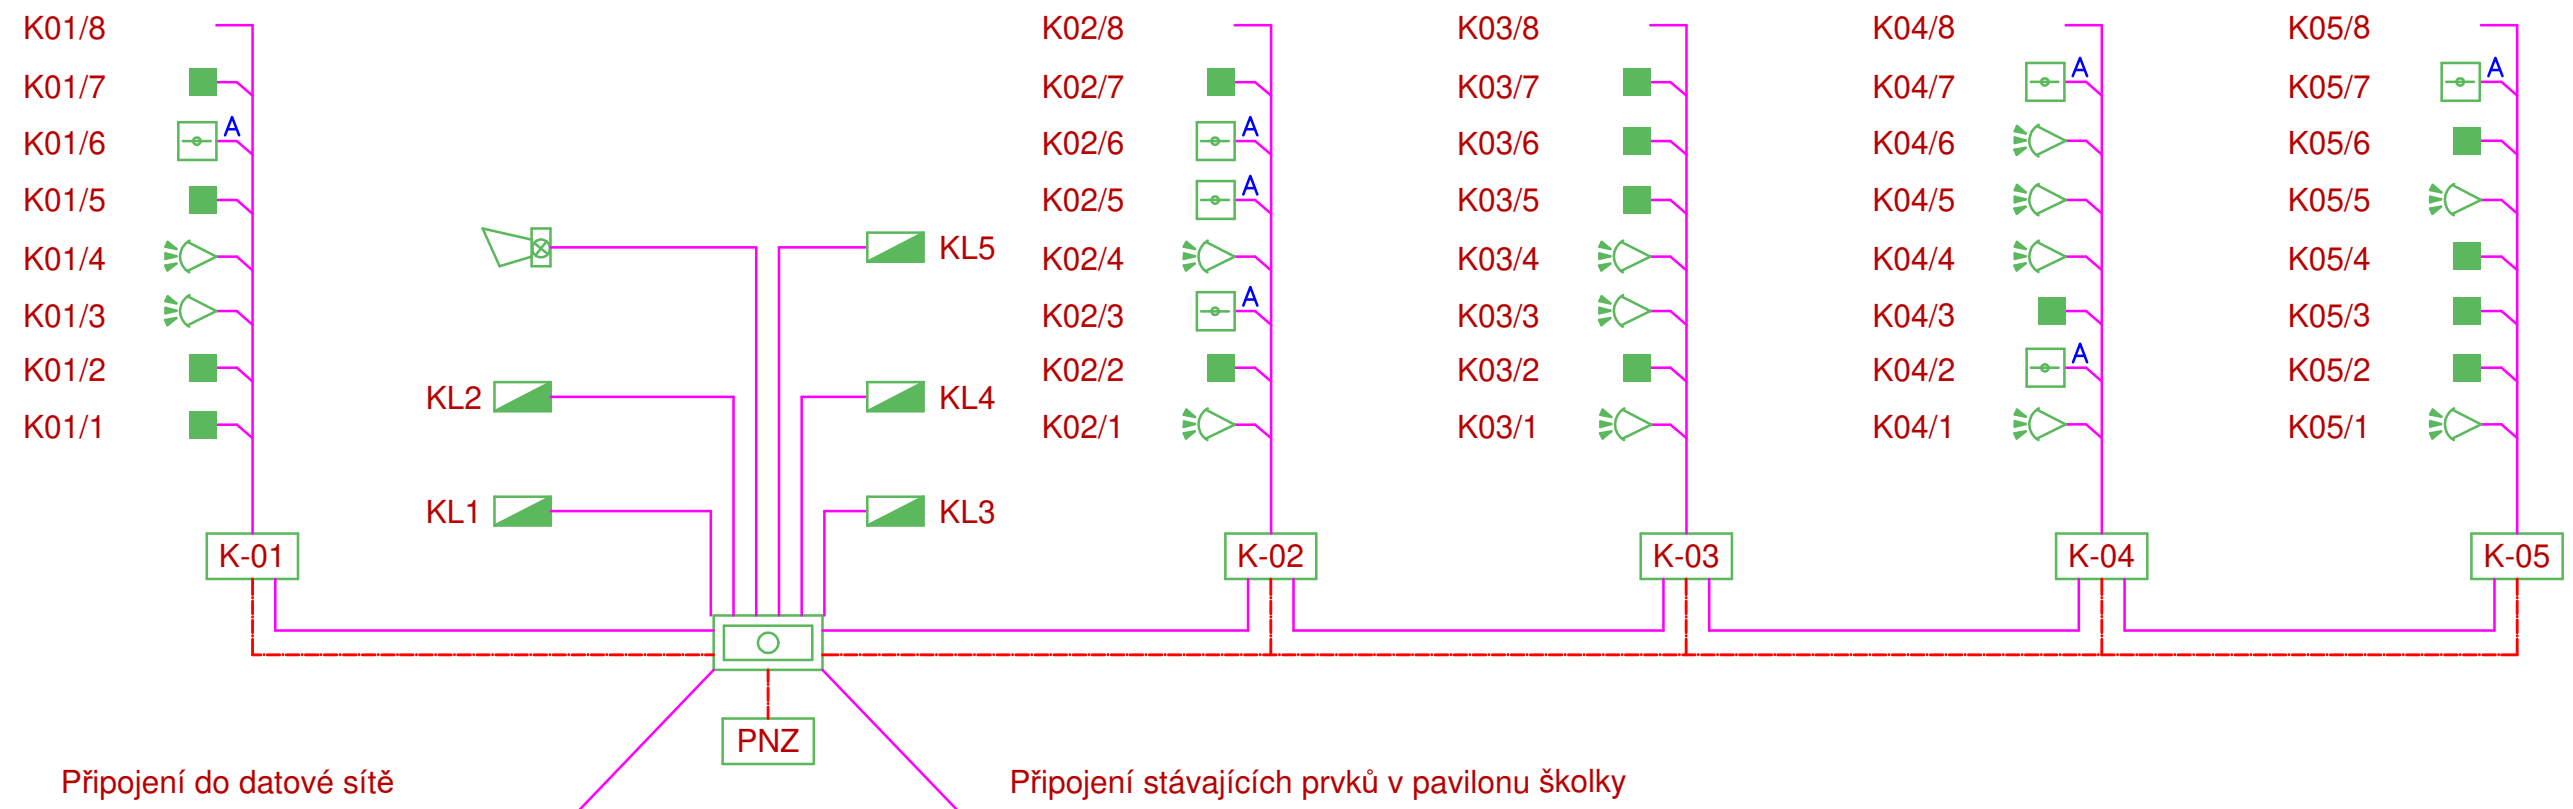 K01/8
K01/7
A
K01/6
K01/5
K01/4
K01/3
K01/2
K01/1
K-01
KL2
KL1
KL5
KL4
KL3
PNZ
K02/8
K02/7
A
K02/6
A
K02/5
K02/4
A
K02/3
K02/2
K02/1
K-02
K03/8
K03/7
K03/6
K03/5
K03/4
K03/3
K03/2
K03/1
K-03
K04/8
A
K04/7
K04/6
K04/5
K04/4
K04/3
A
K04/2
K04/1
K-04
K05/8
A
K05/7
K05/6
K05/5
K05/4
K05/3
K05/2
K05/1
K-05
Připojení do datové sítě
Připojení stávajících prvků v pavilonu školky